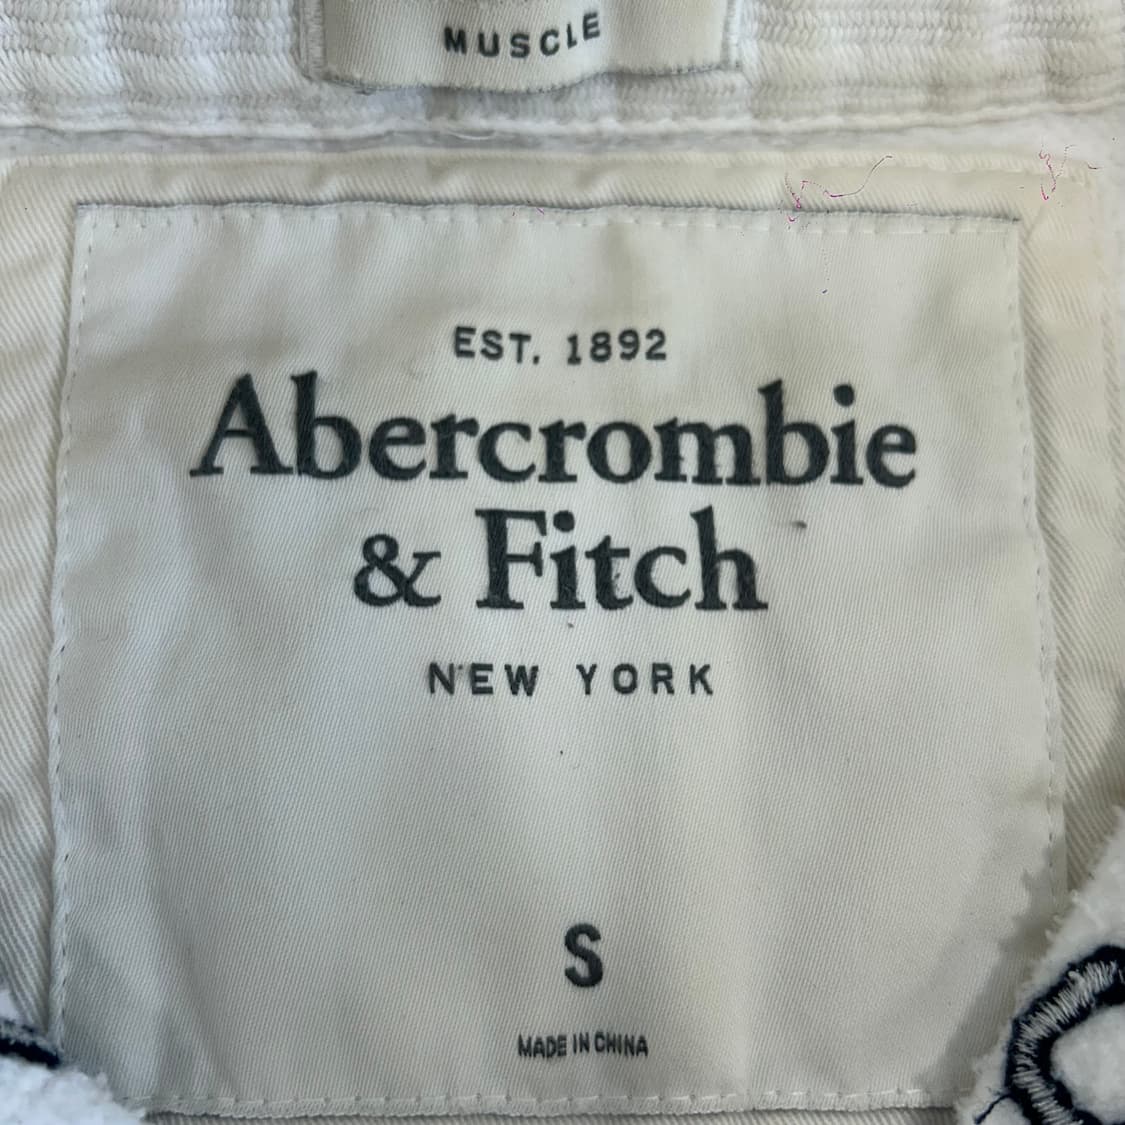 MUSCLE
EST. 1892
Abercrombie
& Fitch
NEW YORK
S
MADE IN CHINA